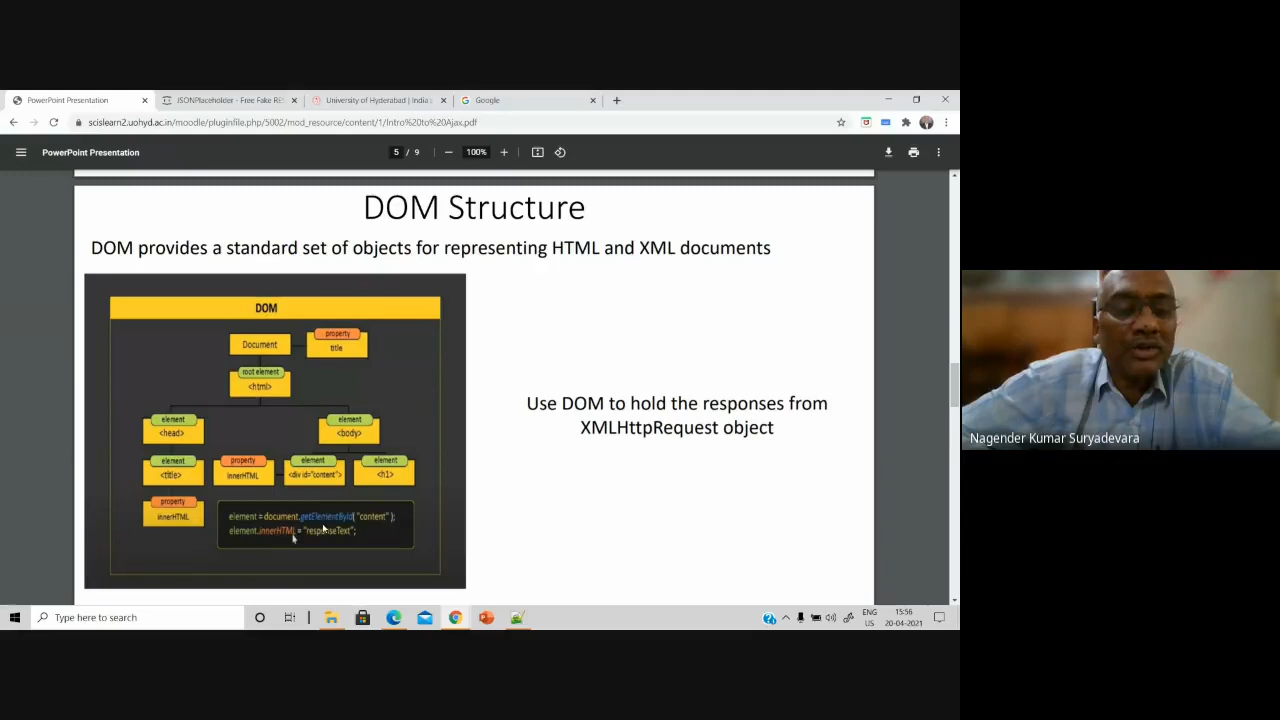 PowerPoint Presentation
JSONPlaceholder - Free Fake RES
University of Hyderabad | India
Google
scislearn2.uohyd.ac.in/moodle/pluginfile.php/5002/mod_resource/content/1/Intro%20to%20Ajax.pdf
PowerPoint Presentation
5 / 9
100%
DOM Structure
DOM provides a standard set of objects for representing HTML and XML documents
DOM
property
Document
title
root element
<html>
element
element
<head>
<body>
element
property
element
element
<title>
innerHTML
<div id="content">
<h1>
property
innerHTML
element = document.getElementById( "content" );
element.innerHTML = "responseText";
Use DOM to hold the responses from
XMLHttpRequest object
Nagender Kumar Suryadevara
Type here to search
ENG
US
15:56
20-04-2021